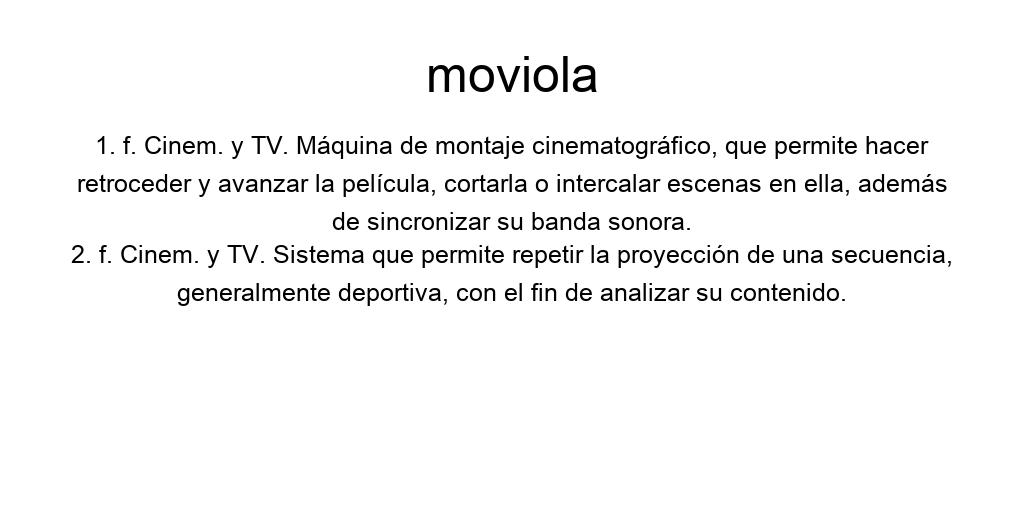 moviola
1. f. Cinem. y TV. Máquina de montaje cinematográfico, que permite hacer
retroceder y avanzar la película, cortarla o intercalar escenas en ella, además
de sincronizar su banda sonora.
2. f. Cinem. y TV. Sistema que permite repetir la proyección de una secuencia,
generalmente deportiva, con el fin de analizar su contenido.